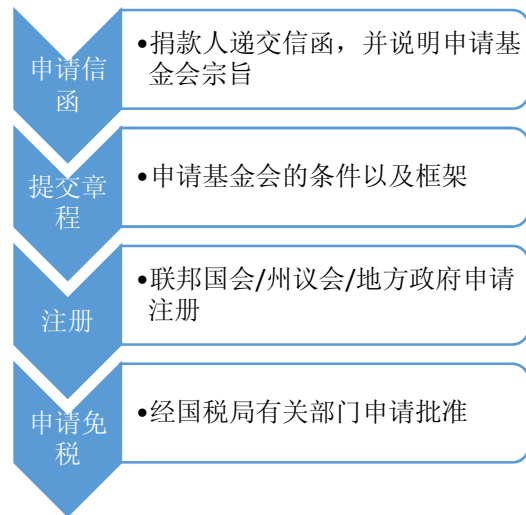 申请信
函
•捐款人递交信函，并说明申请基
金会宗旨
提交章
程
•申请基金会的条件以及框架
注册
•联邦国会/州议会/地方政府申请
注册
申请免
税
•经国税局有关部门申请批准